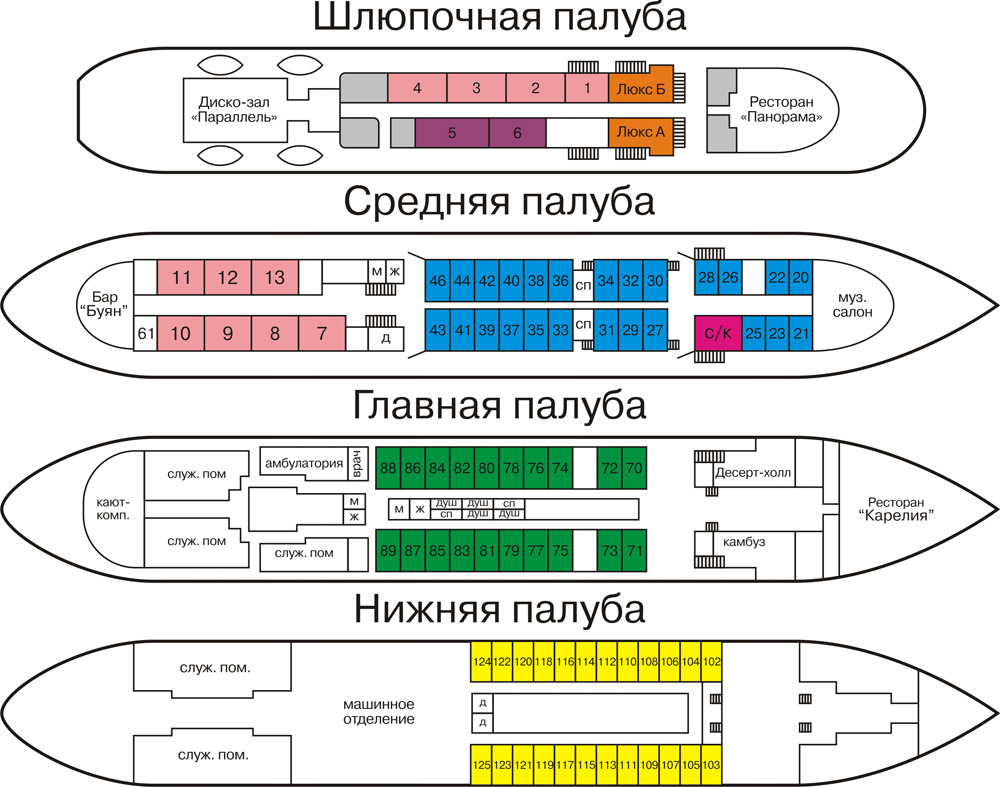 Шлюпочная палуба
Диско-зал
«Параллель»
4 3 2 1 Люкс Б
5 6 Люкс А
Ресторан
«Панорама»
Средняя палуба
Бар
"Буян"
11 12 13 м ж
46 44 42 40 38 36 сп 34 32 30
28 26 22 20
муз.
салон
61 10 9 8 7 д
43 41 39 37 35 33 сп 31 29 27
с/к 25 23 21
Главная палуба
кают-
комп.
служ. пом
амбулатория врач
88 86 84 82 80 78 76 74 72 70
Десерт-холл
м
ж
м ж душ душ сп
сп душ душ
Ресторан
"Карелия"
служ. пом
служ. пом
89 87 85 83 81 79 77 75 73 71
камбуз
Нижняя палуба
служ. пом.
124 122 120 118 116 114 112 110 108 106 104 102
машинное
отделение
д
д
служ. пом.
125 123 121 119 117 115 113 111 109 107 105 103